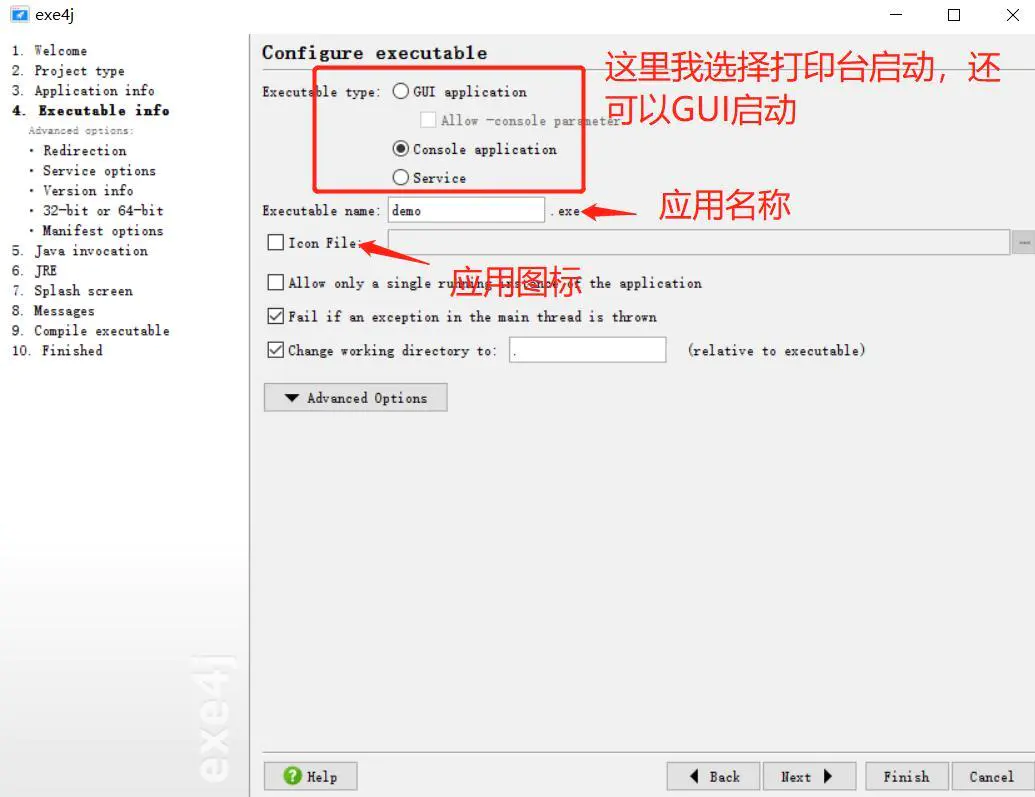 exe4j
1. Welcome
2. Project type
3. Application info
4. Executable info
Advanced options:
• Redirection
• Service options
• Version info
• 32-bit or 64-bit
• Manifest options
5. Java invocation
6. JRE
7. Splash screen
8. Messages
9. Compile executable
10. Finished
exe4j
Configure executable
这里我选择打印台启动，还
可以GUI启动
Executable type: GUI application
Allow -console parameter
Console application
Service
Executable name: demo .exe 应用名称
Icon File:
应用图标
Allow only a single running instance of the application
Fail if an exception in the main thread is thrown
Change working directory to: . (relative to executable)
Advanced Options
Help Back Next Finish Cancel